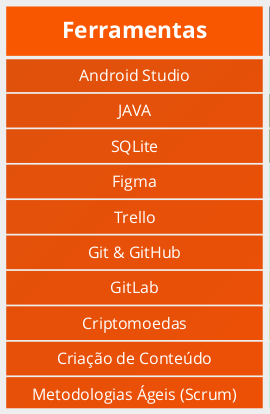 Ferramentas
Android Studio
JAVA
SQLite
Figma
Trello
Git & GitHub
GitLab
Criptomoedas
Criação de Conteúdo
Metodologias Ágeis (Scrum)